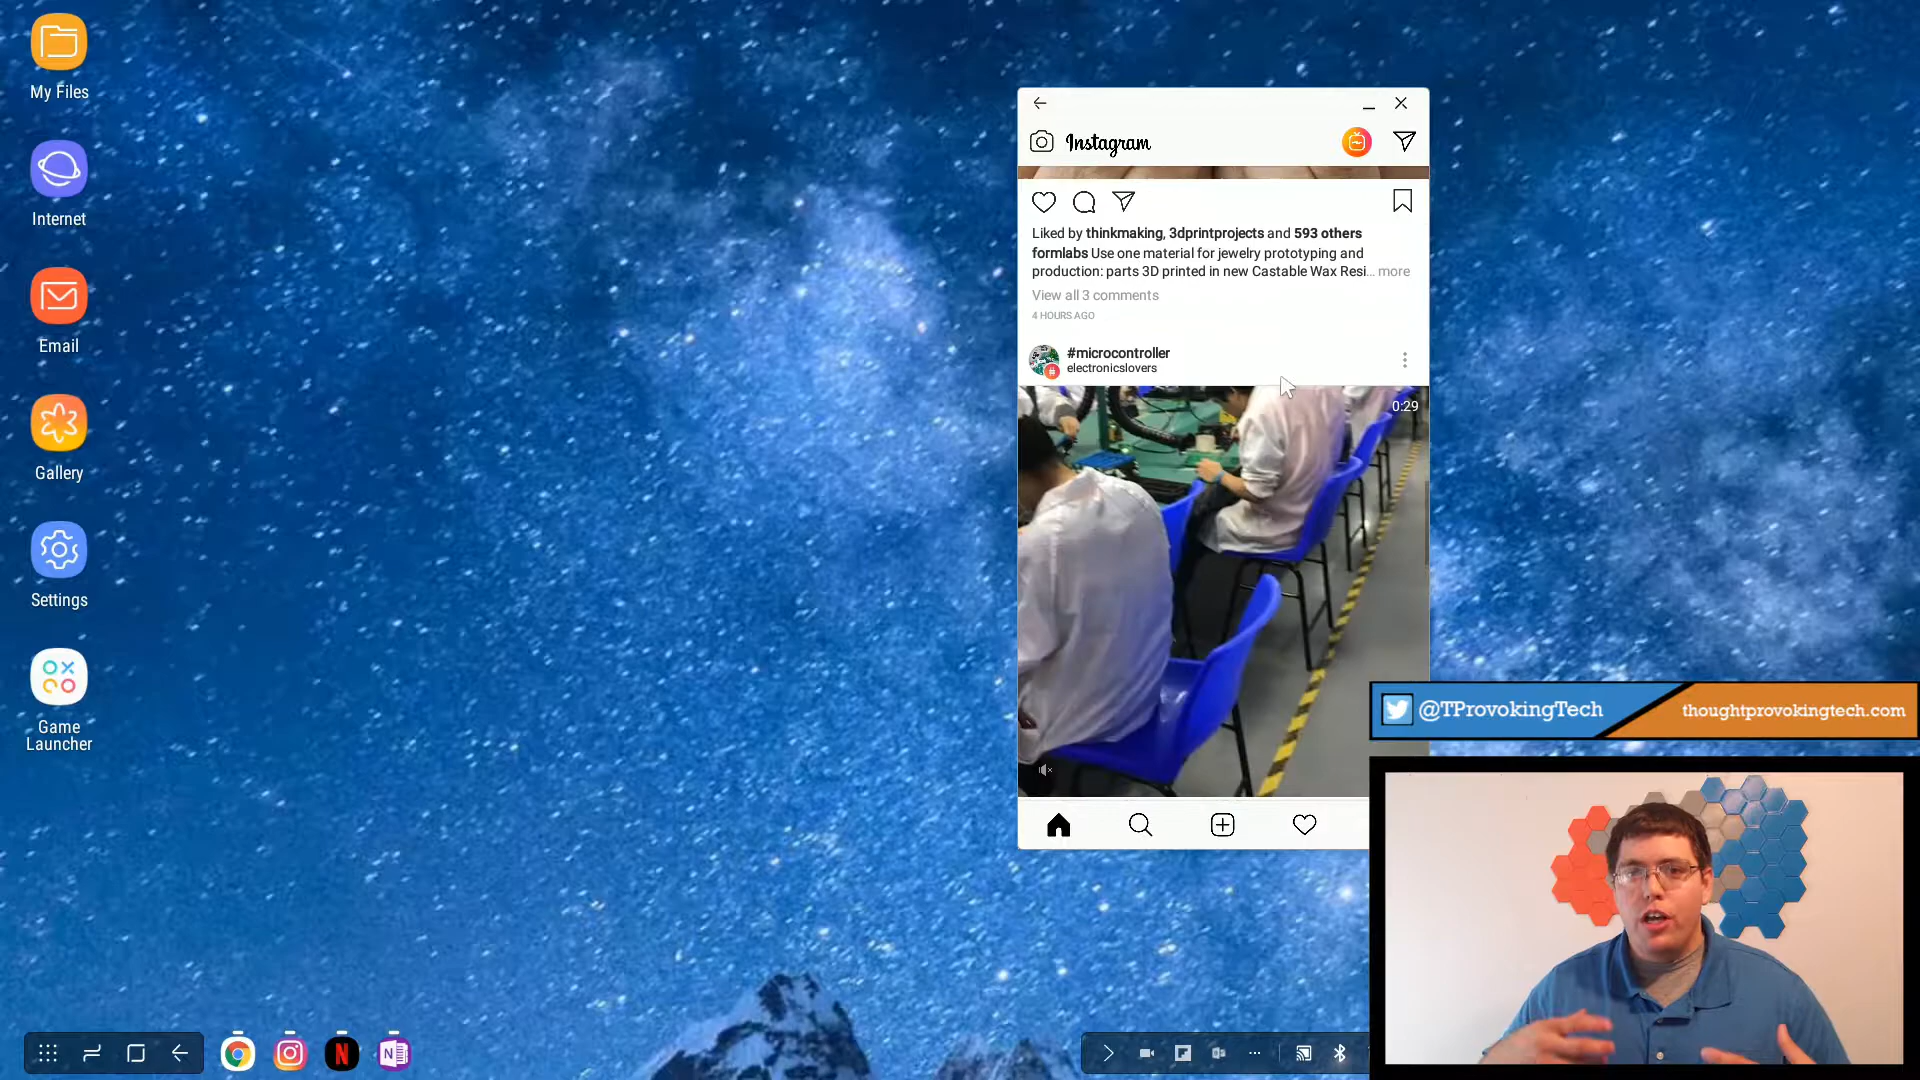 My Files
Internet
Email
Gallery
Settings
Game
Launcher
Instagram
Liked by thinkmaking, 3dprintprojects and 593 others
formlabs Use one material for jewelry prototyping and
production: parts 3D printed in new Castable Wax Resi... more
View all 3 comments
4 HOURS AGO
#microcontroller
electronicslovers
0:29
@TProvokingTech
thoughtprovokingtech.com
N
N